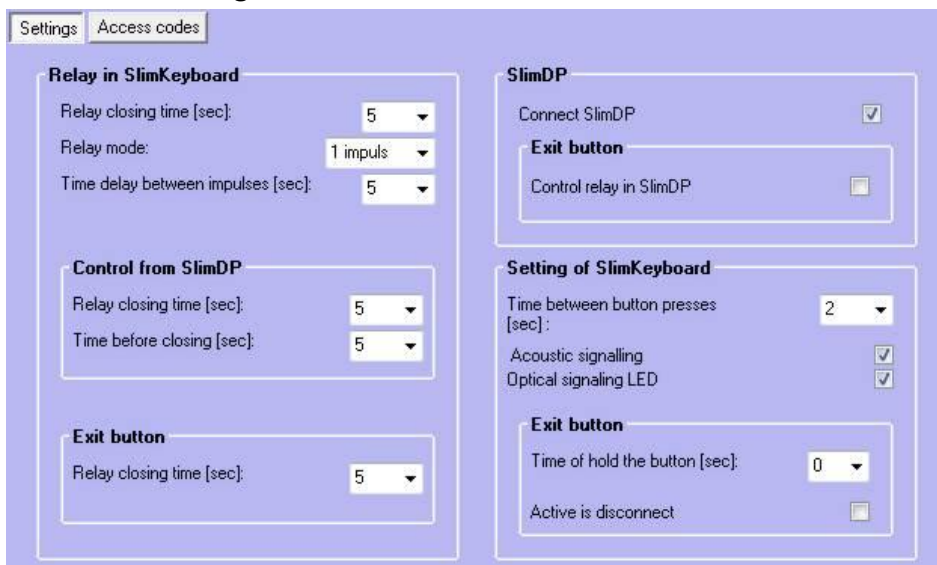 Settings Access codes
Relay in SlimKeyboard
Relay closing time [sec]: 5
Relay mode: 1 impuls
Time delay between impulses [sec]: 5
Control from SlimDP
Relay closing time [sec]: 5
Time before closing [sec]: 5
Exit button
Relay closing time [sec]: 5
SlimDP
Connect SlimDP
Exit button
Control relay in SlimDP
Setting of SlimKeyboard
Time between button presses 2
[sec] :
Acoustic signalling
Optical signaling LED
Exit button
Time of hold the button [sec]: 0
Active is disconnect